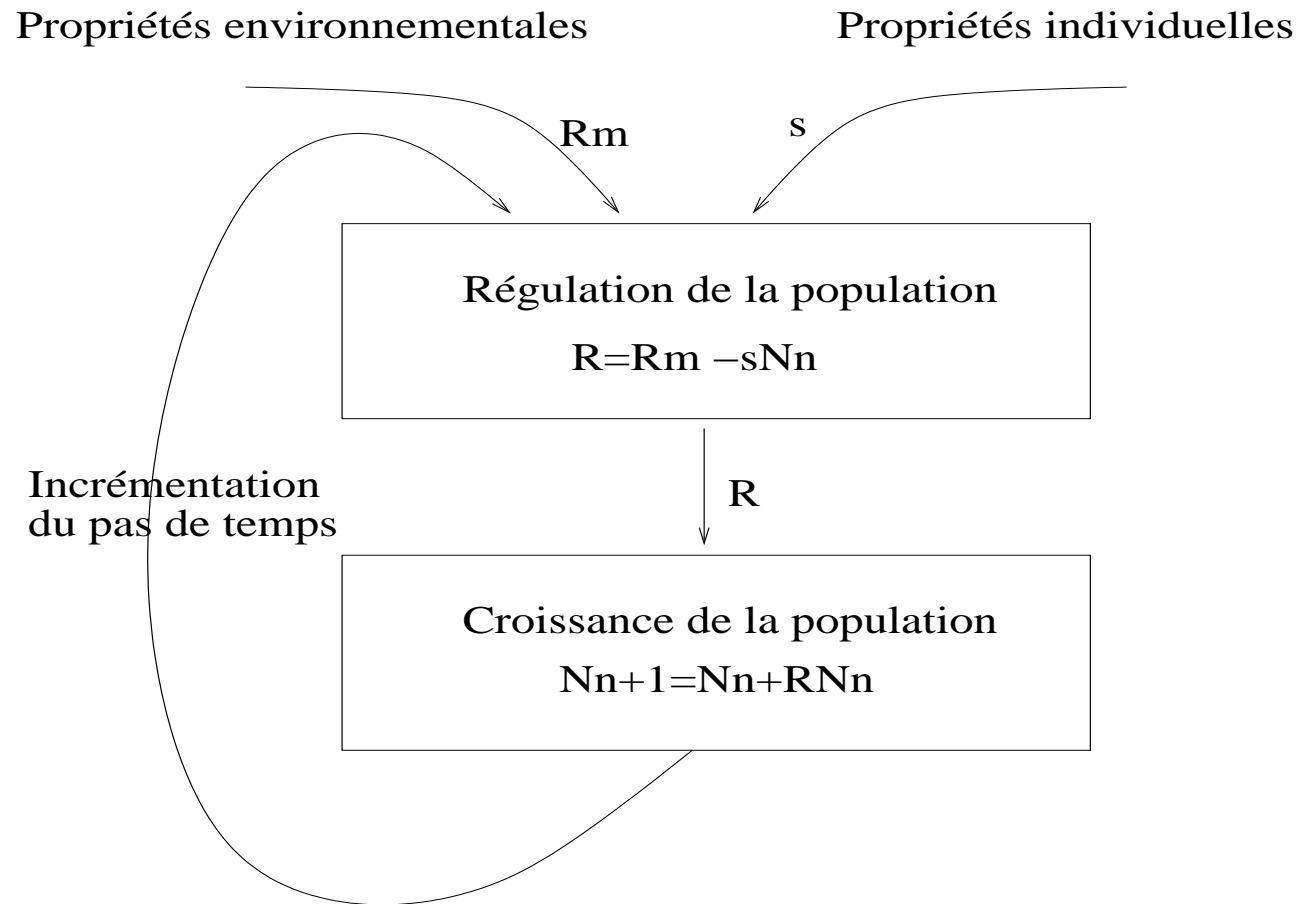 Propriétés environnementales
Propriétés individuelles
Rm
s
Régulation de la population
R=Rm −sNn
Incrémentation
du pas de temps
R
Croissance de la population
Nn+1=Nn+RNn